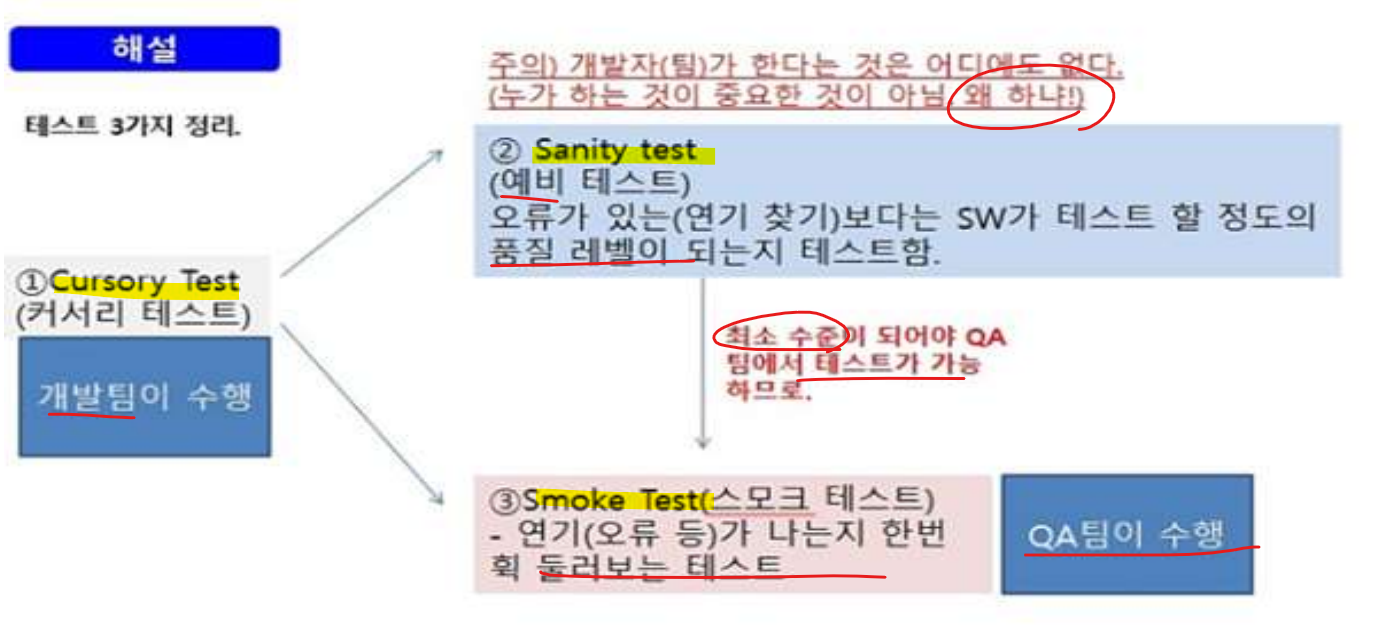 해설
테스트 3가지 정리.
주의) 개발자(팀)가 한다는 것은 어디에도 없다.
(누가 하는 것이 중요한 것이 아님 왜 하냐!)
② Sanity test
(예비 테스트)
오류가 있는(연기 찾기)보다는 SW가 테스트 할 정도의
품질 레벨이 되는지 테스트함.
①Cursory Test
(커서리 테스트)
개발팀이 수행
최소 수준이 되어야 QA
팀에서 테스트가 가능
하므로.
③Smoke Test(스모크 테스트)
- 연기(오류 등)가 나는지 한번
휙 둘러보는 테스트
QA팀이 수행